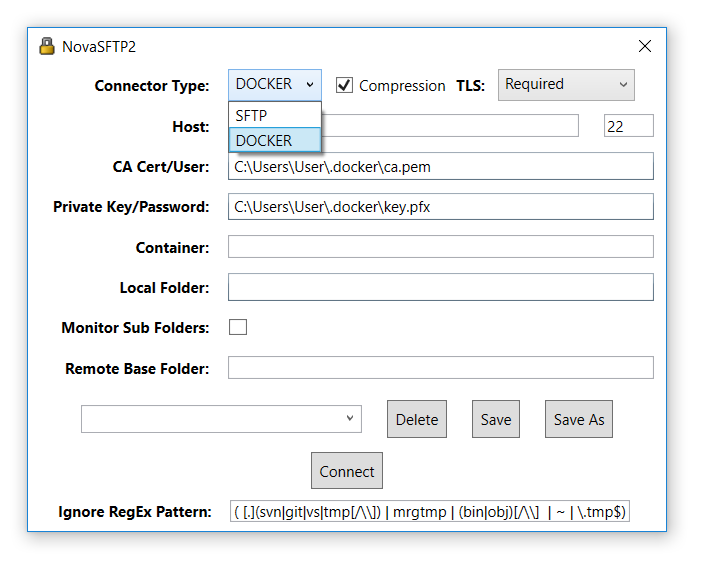 NovaSFTP2
Connector Type: DOCKER Compression TLS: Required
SFTP
DOCKER
Host: 22
CA Cert/User: C:\Users\User\.docker\ca.pem
Private Key/Password: C:\Users\User\.docker\key.pfx
Container:
Local Folder:
Monitor Sub Folders:
Remote Base Folder:
Delete Save Save As
Connect
Ignore RegEx Pattern: ( [.](svn|git|vs|tmp[/\\]) | mrgtmp | (bin|obj)[/\\] | ~ | \.tmp$)